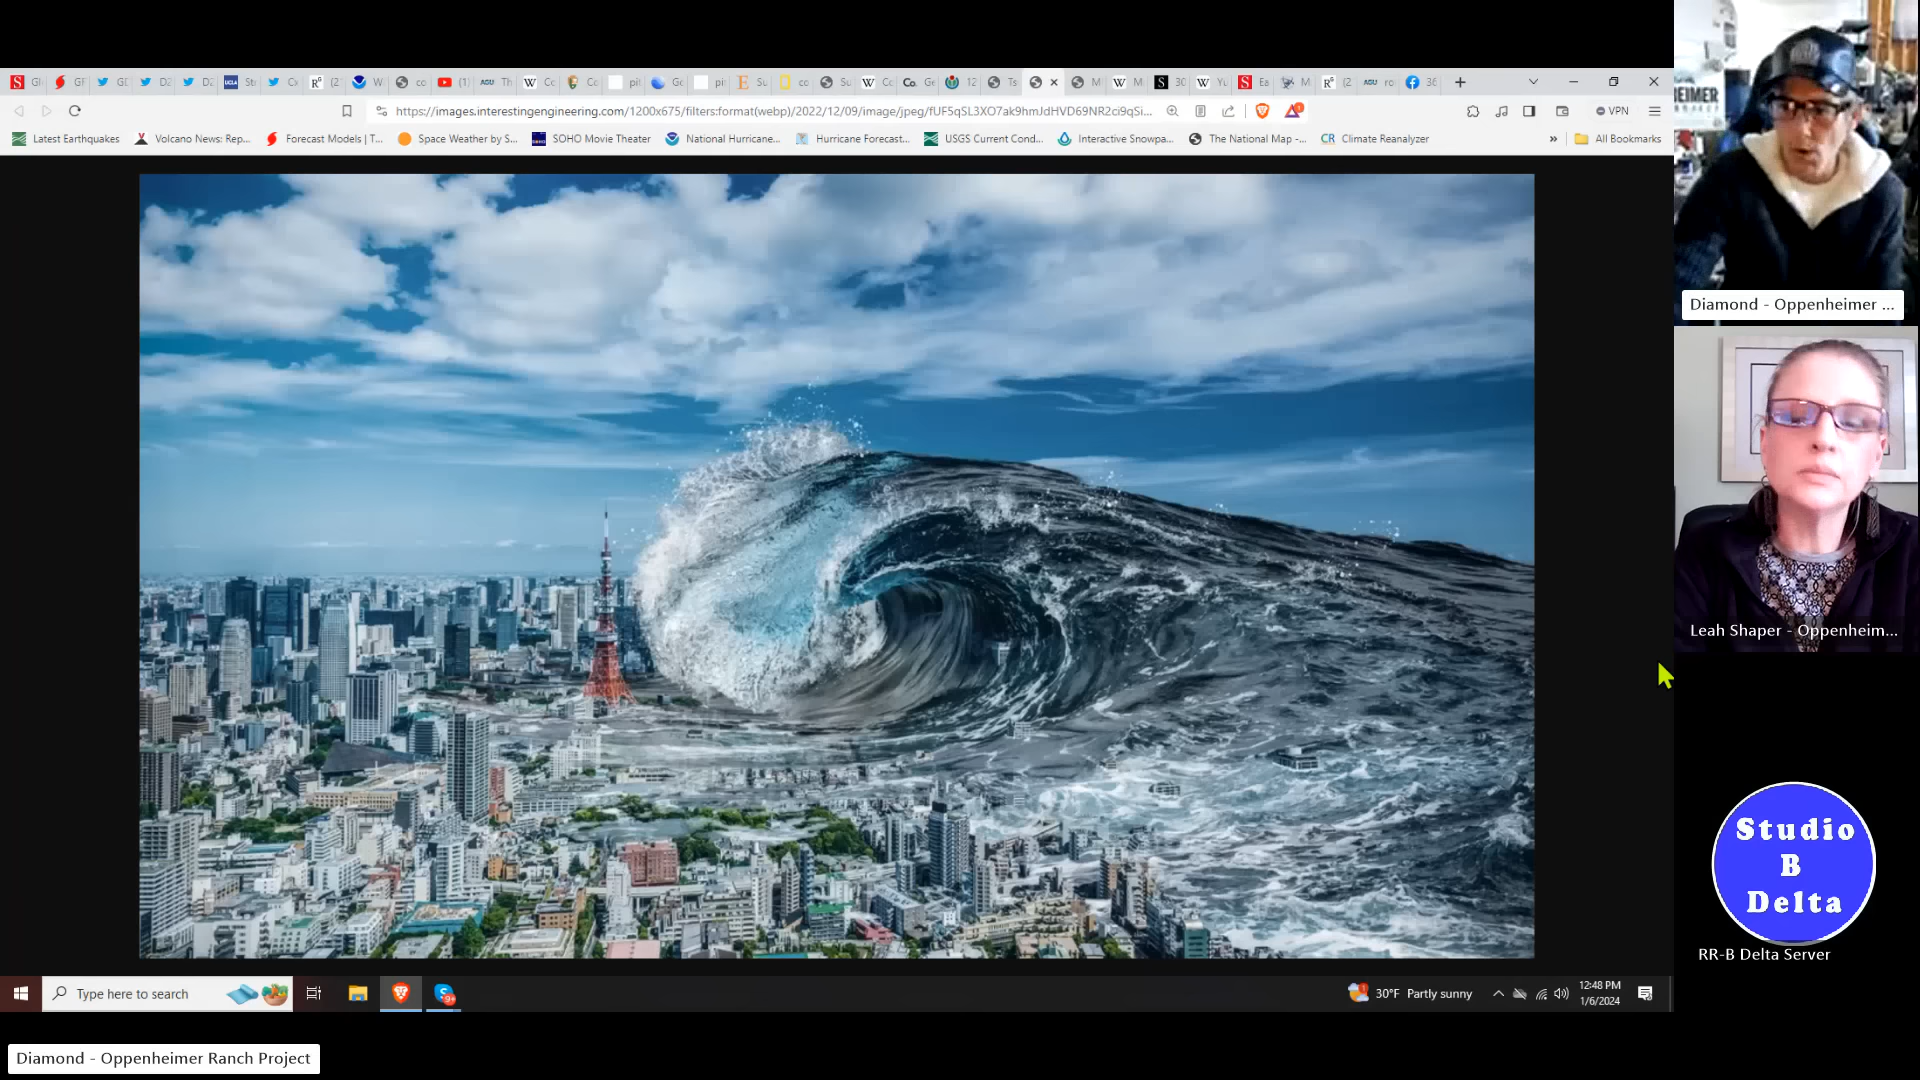 https://images.interestingengineering.com/1200x675/filters:format(webp)/2022/12/09/image/jpeg/fUF5qSL3XO7ak9hmJdHVD69NR2ci9qSi...
VPN
Latest Earthquakes
Volcano News: Rep...
Forecast Models | T...
Space Weather by S...
SOHO Movie Theater
National Hurricane...
Hurricane Forecast...
USGS Current Cond...
Interactive Snowpa...
The National Map -...
CR Climate Reanalyzer
» All Bookmarks
Diamond - Oppenheimer ...
Leah Shaper - Oppenheim...
Studio
B
Delta
RR-B Delta Server
Type here to search
30°F Partly sunny
12:48 PM
1/6/2024
Diamond - Oppenheimer Ranch Project